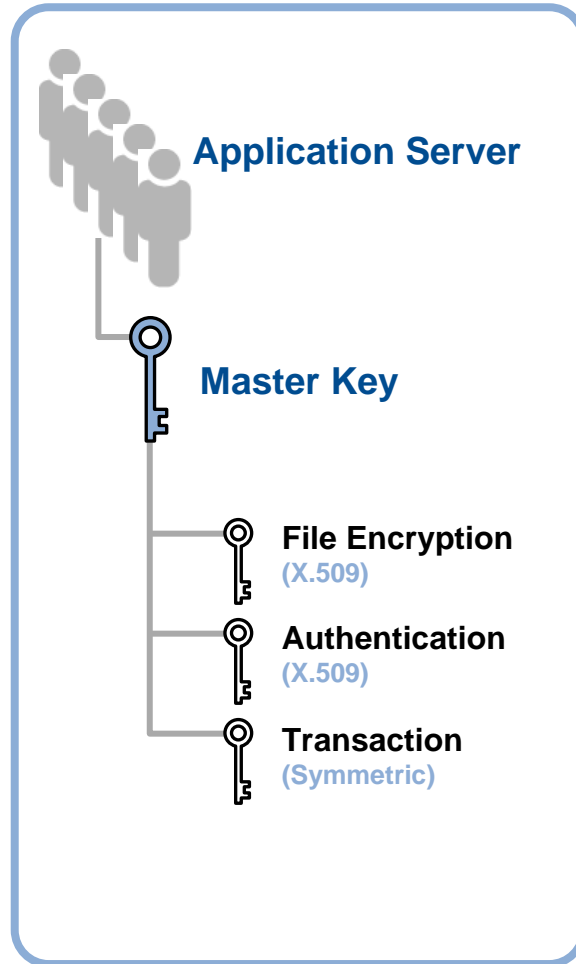 Application Server
Master Key
File Encryption
(X.509)
Authentication
(X.509)
Transaction
(Symmetric)